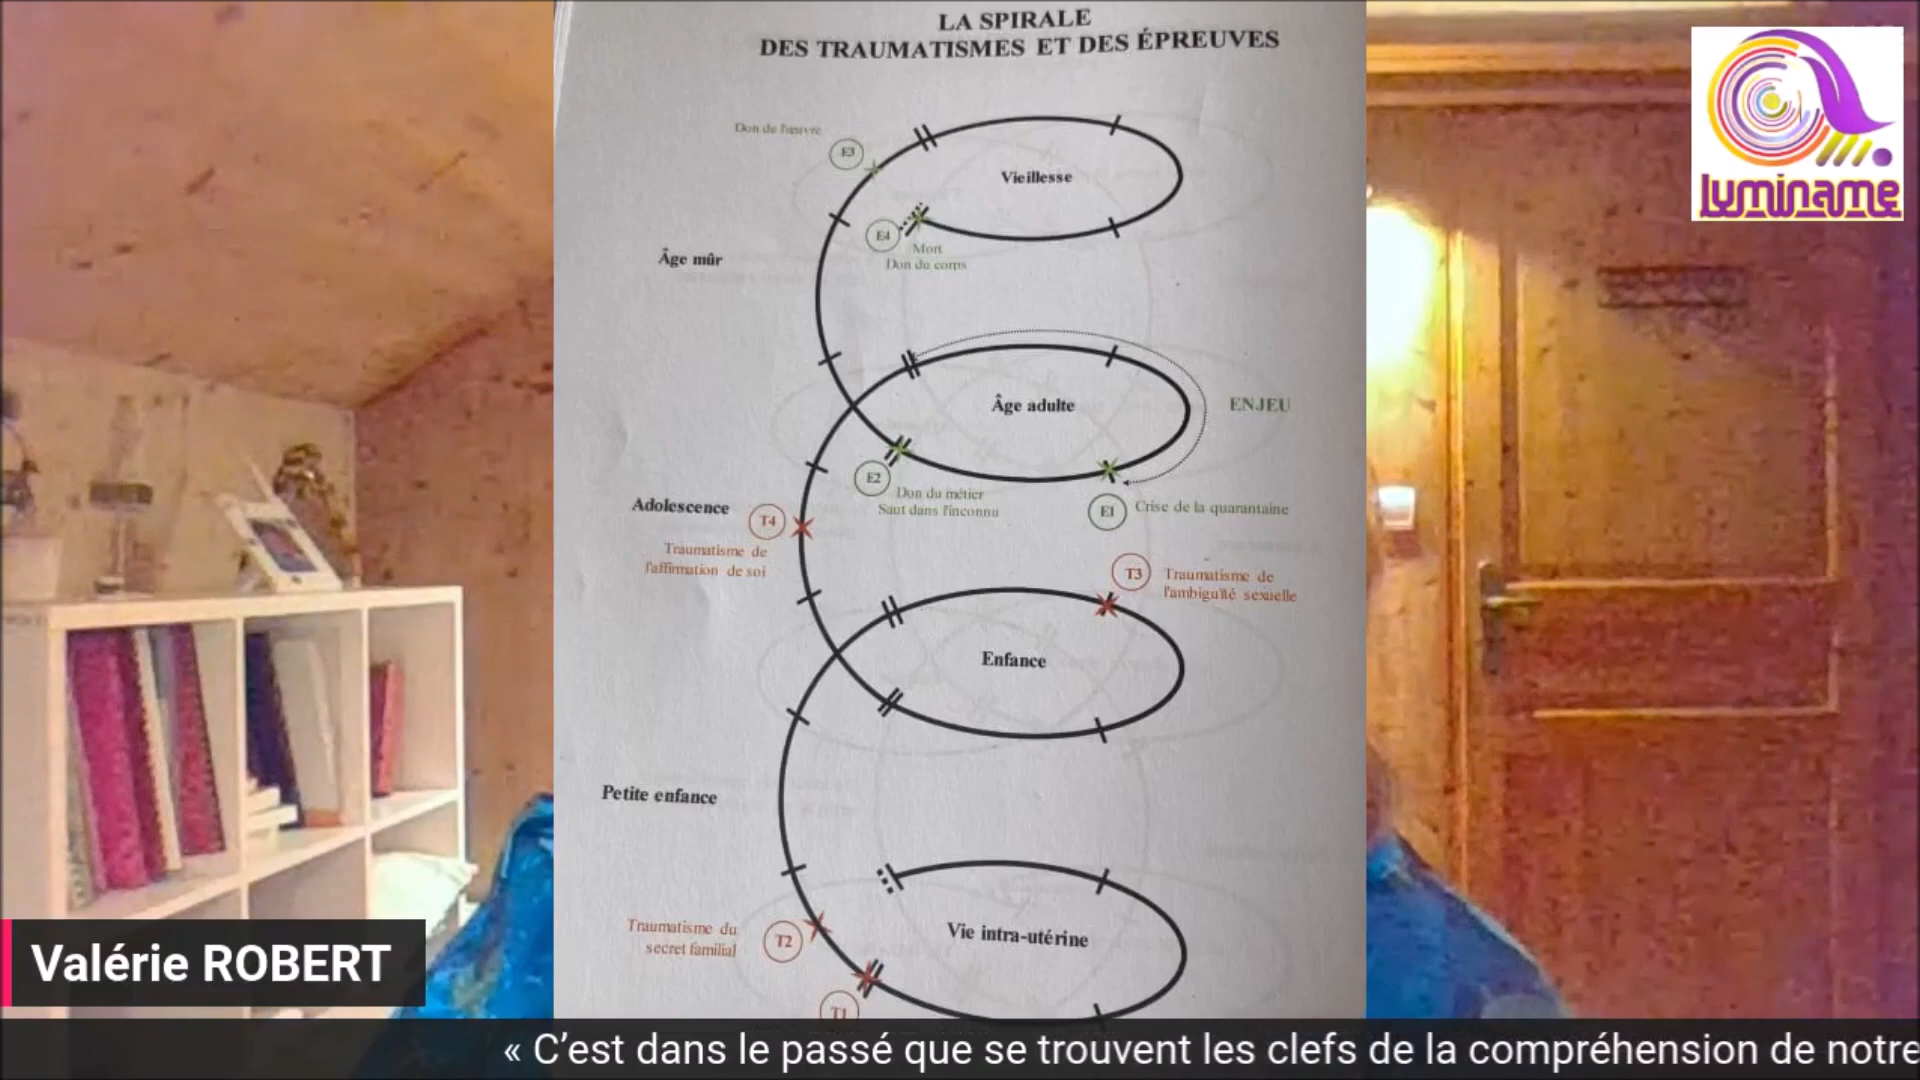 LA SPIRALE
DES TRAUMATISMES ET DES ÉPREUVES
luminame
Don de l'œuvre
E3
Vieillesse
E4
Mort
Don du corps
Âge mûr
Âge adulte
ENJEU
E2
Don du métier
Saut dans l'inconnu
E1
Crise de la quarantaine
Adolescence
T4
Traumatisme de
l'affirmation de soi
T3
Traumatisme de
l'ambiguïté sexuelle
Enfance
Petite enfance
Traumatisme du
secret familial
T2
Vie intra-utérine
T1
Valérie ROBERT
« C’est dans le passé que se trouvent les clefs de la compréhension de notre